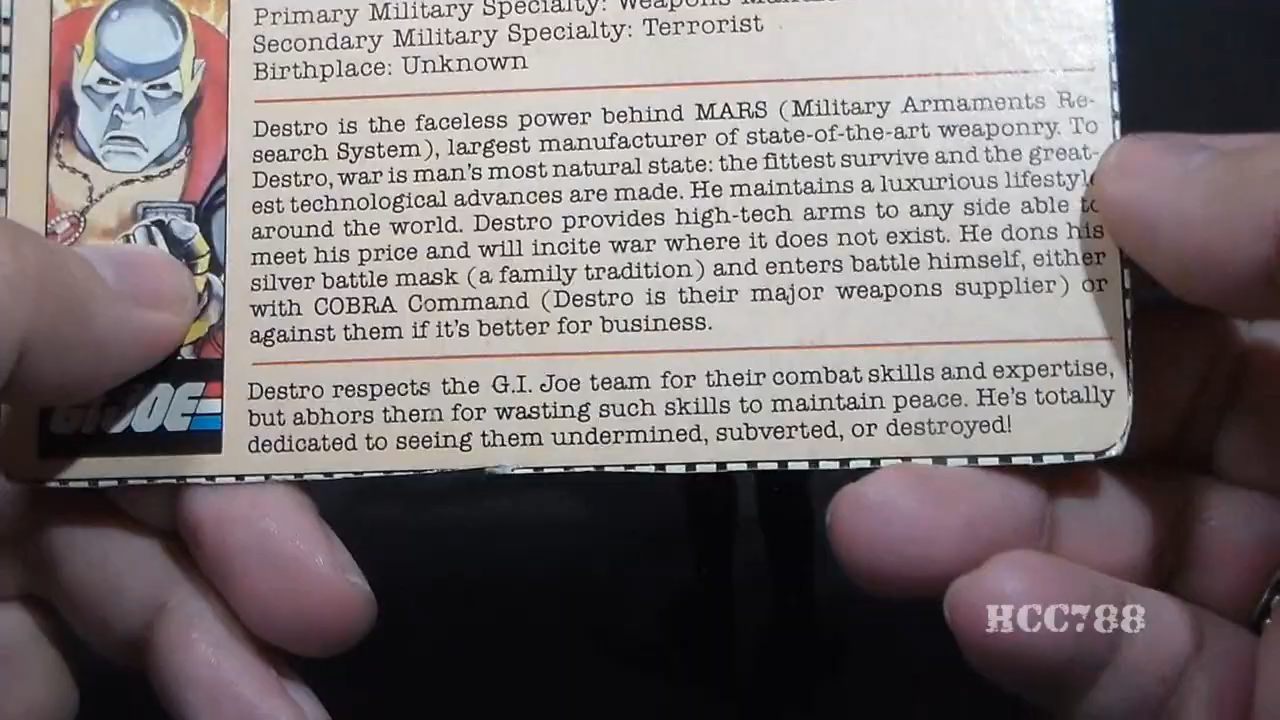 Primary Military Specialty: Weapons
Secondary Military Specialty: Terrorist
Birthplace: Unknown
Destro is the faceless power behind MARS (Military Armaments Re-
search System), largest manufacturer of state-of-the-art weaponry. To
Destro, war is man's most natural state: the fittest survive and the great-
est technological advances are made. He maintains a luxurious lifestyle
around the world. Destro provides high-tech arms to any side able to
meet his price and will incite war where it does not exist. He dons his
silver battle mask (a family tradition) and enters battle himself, either
with COBRA Command (Destro is their major weapons supplier) or
against them if it's better for business.
Destro respects the G.I. Joe team for their combat skills and expertise,
but abhors them for wasting such skills to maintain peace. He's totally
dedicated to seeing them undermined, subverted, or destroyed!
G.I. JOE
HCC788